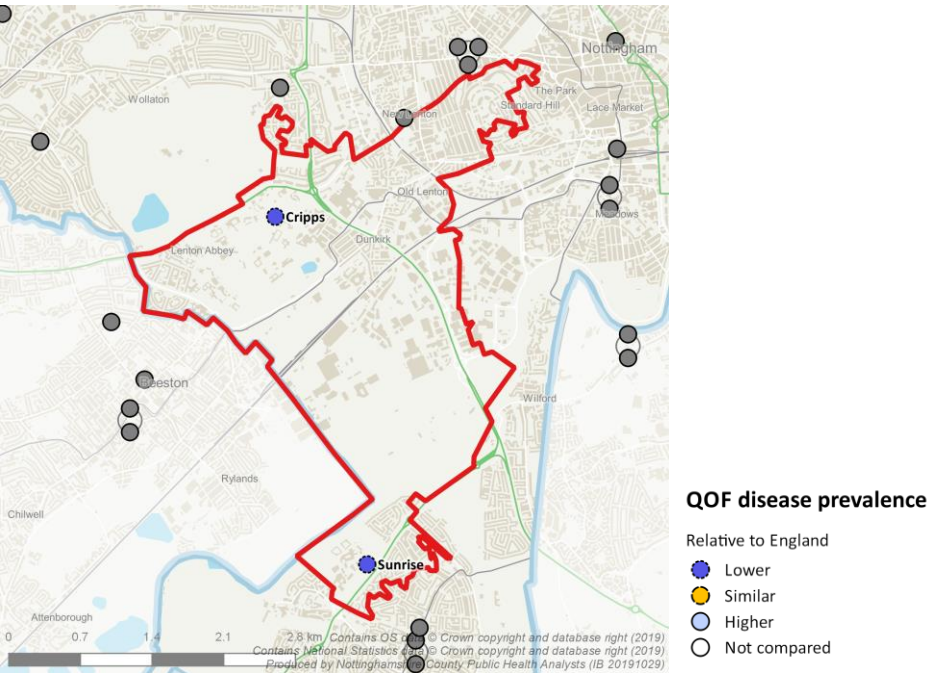 Nottingham
Wollaton
The Park
Standard Hill
Lace Market
New Lenton
Old Lenton
Meadows
Cripps
Dunkirk
Lenton Abbey
Beeston
Wilford
Rylands
QOF disease prevalence
Chilwell
Relative to England
Sunrise
Lower
Similar
Attenborough
Higher
0 0.7 1.4 2.1 2.8 km Contains OS data © Crown copyright and database right (2019)
Not compared
Contains National Statistics data © Crown copyright and database right (2019)
Produced by Nottinghamshire County Public Health Analysts (IB 20191029)